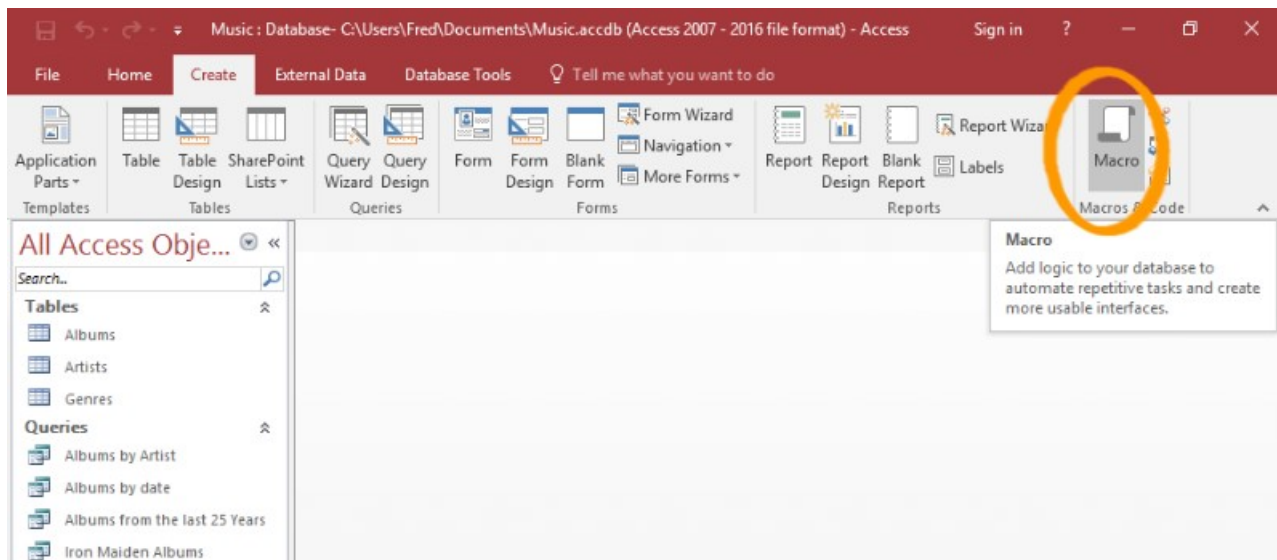 Music : Database- C:\Users\Fred\Documents\Music.accdb (Access 2007 - 2016 file format) - Access Sign in ?
File Home Create External Data Database Tools Tell me what you want to do
Application Parts
Table
Table Design
SharePoint Lists
Query Wizard
Query Design
Form
Form Design
Blank Form
Form Wizard
Navigation
More Forms
Report
Report Design
Blank Report
Report Wiza
Labels
Macro
Templates Tables Queries Forms Reports Macros & Code
All Access Obje...
Search..
Tables
Albums
Artists
Genres
Queries
Albums by Artist
Albums by date
Albums from the last 25 Years
Iron Maiden Albums
Macro
Add logic to your database to
automate repetitive tasks and create
more usable interfaces.